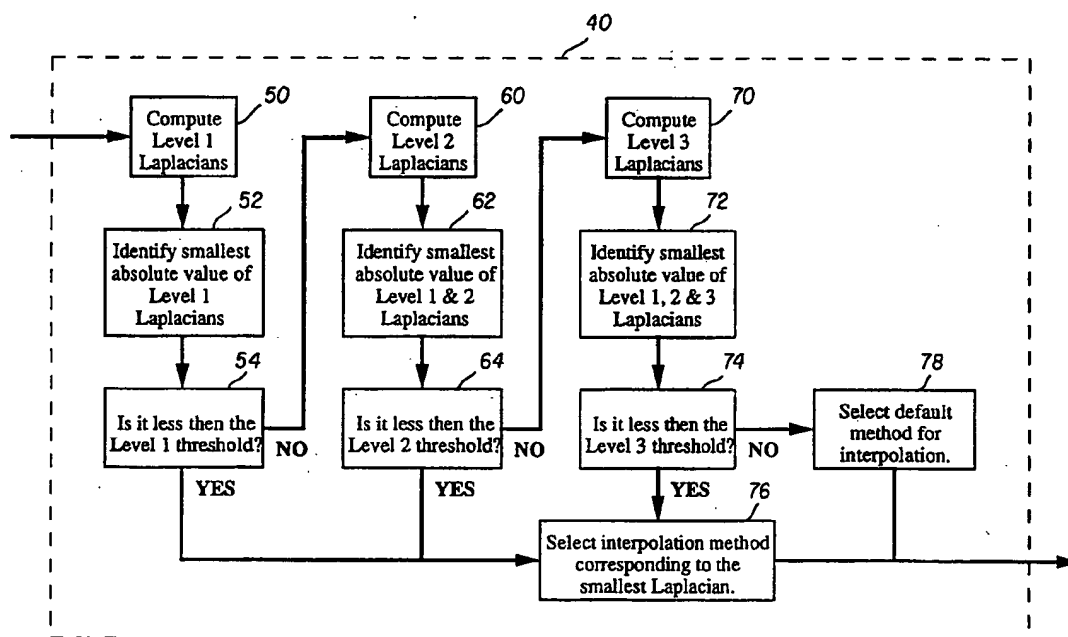 40
50
Compute
Level 1
Laplacians
60
Compute
Level 2
Laplacians
70
Compute
Level 3
Laplacians
52
Identify smallest
absolute value of
Level 1
Laplacians
62
Identify smallest
absolute value of
Level 1 & 2
Laplacians
72
Identify smallest
absolute value of
Level 1, 2 & 3
Laplacians
54
Is it less then the
Level 1 threshold?
NO
YES
64
Is it less then the
Level 2 threshold?
NO
YES
74
Is it less then the
Level 3 threshold?
NO
YES
78
Select default
method for
interpolation.
76
Select interpolation method
corresponding to the
smallest Laplacian.